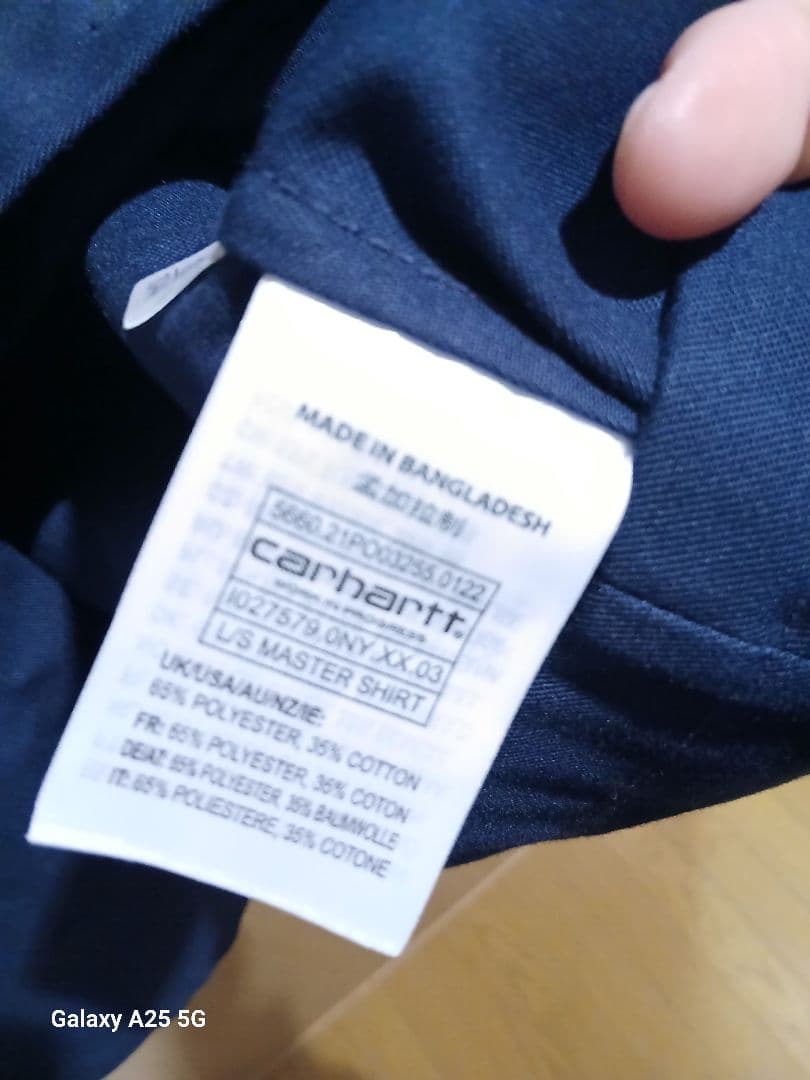 MADE IN BANGLADESH
孟加拉制
5660.21PO03255.0122
carhartt
WORK IN PROGRESS
I027579.0NY.XX.03
L/S MASTER SHIRT
UK/USA/AU/NZ/IE:
65% POLYESTER, 35% COTTON
FR: 65% POLYESTER, 35% COTON
DE/AT: 65% POLYESTER, 35% BAUMWOLLE
IT: 65% POLIESTERE, 35% COTONE
Galaxy A25 5G